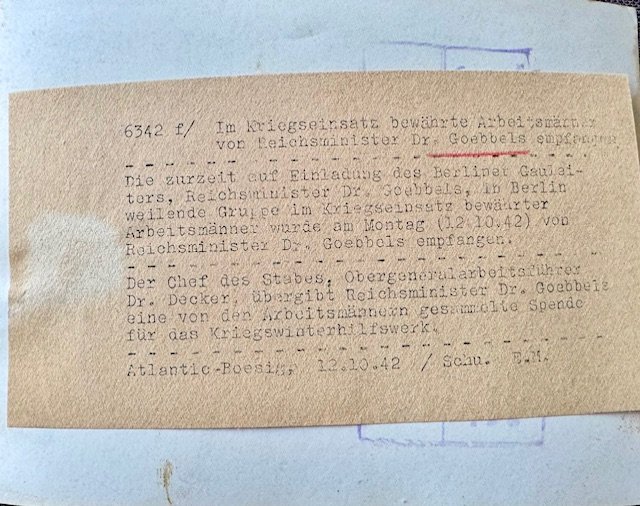 6342 f/ Im Kriegseinsatz bewährte Arbeitsmänner
von Reichsminister Dr. Goebbels empfangen
Die zurzeit auf Einladung des Berliner Gaulei-
ters, Reichsminister Dr. Goebbels, in Berlin
weilende Gruppe im Kriegseinsatz bewährter
Arbeitsmänner wurde am Montag (12.10.42) von
Reichsminister Dr. Goebbels empfangen.
Der Chef des Stabes, Obergeneralarbeitsführer
Dr. Decker, übergibt Reichsminister Dr. Goebbels
eine von den Arbeitsmännern gesammelte Spende
für das Kriegswinterhilfswerk.
Atlantic-Boesig, 12.10.42 / Schu. E.M.